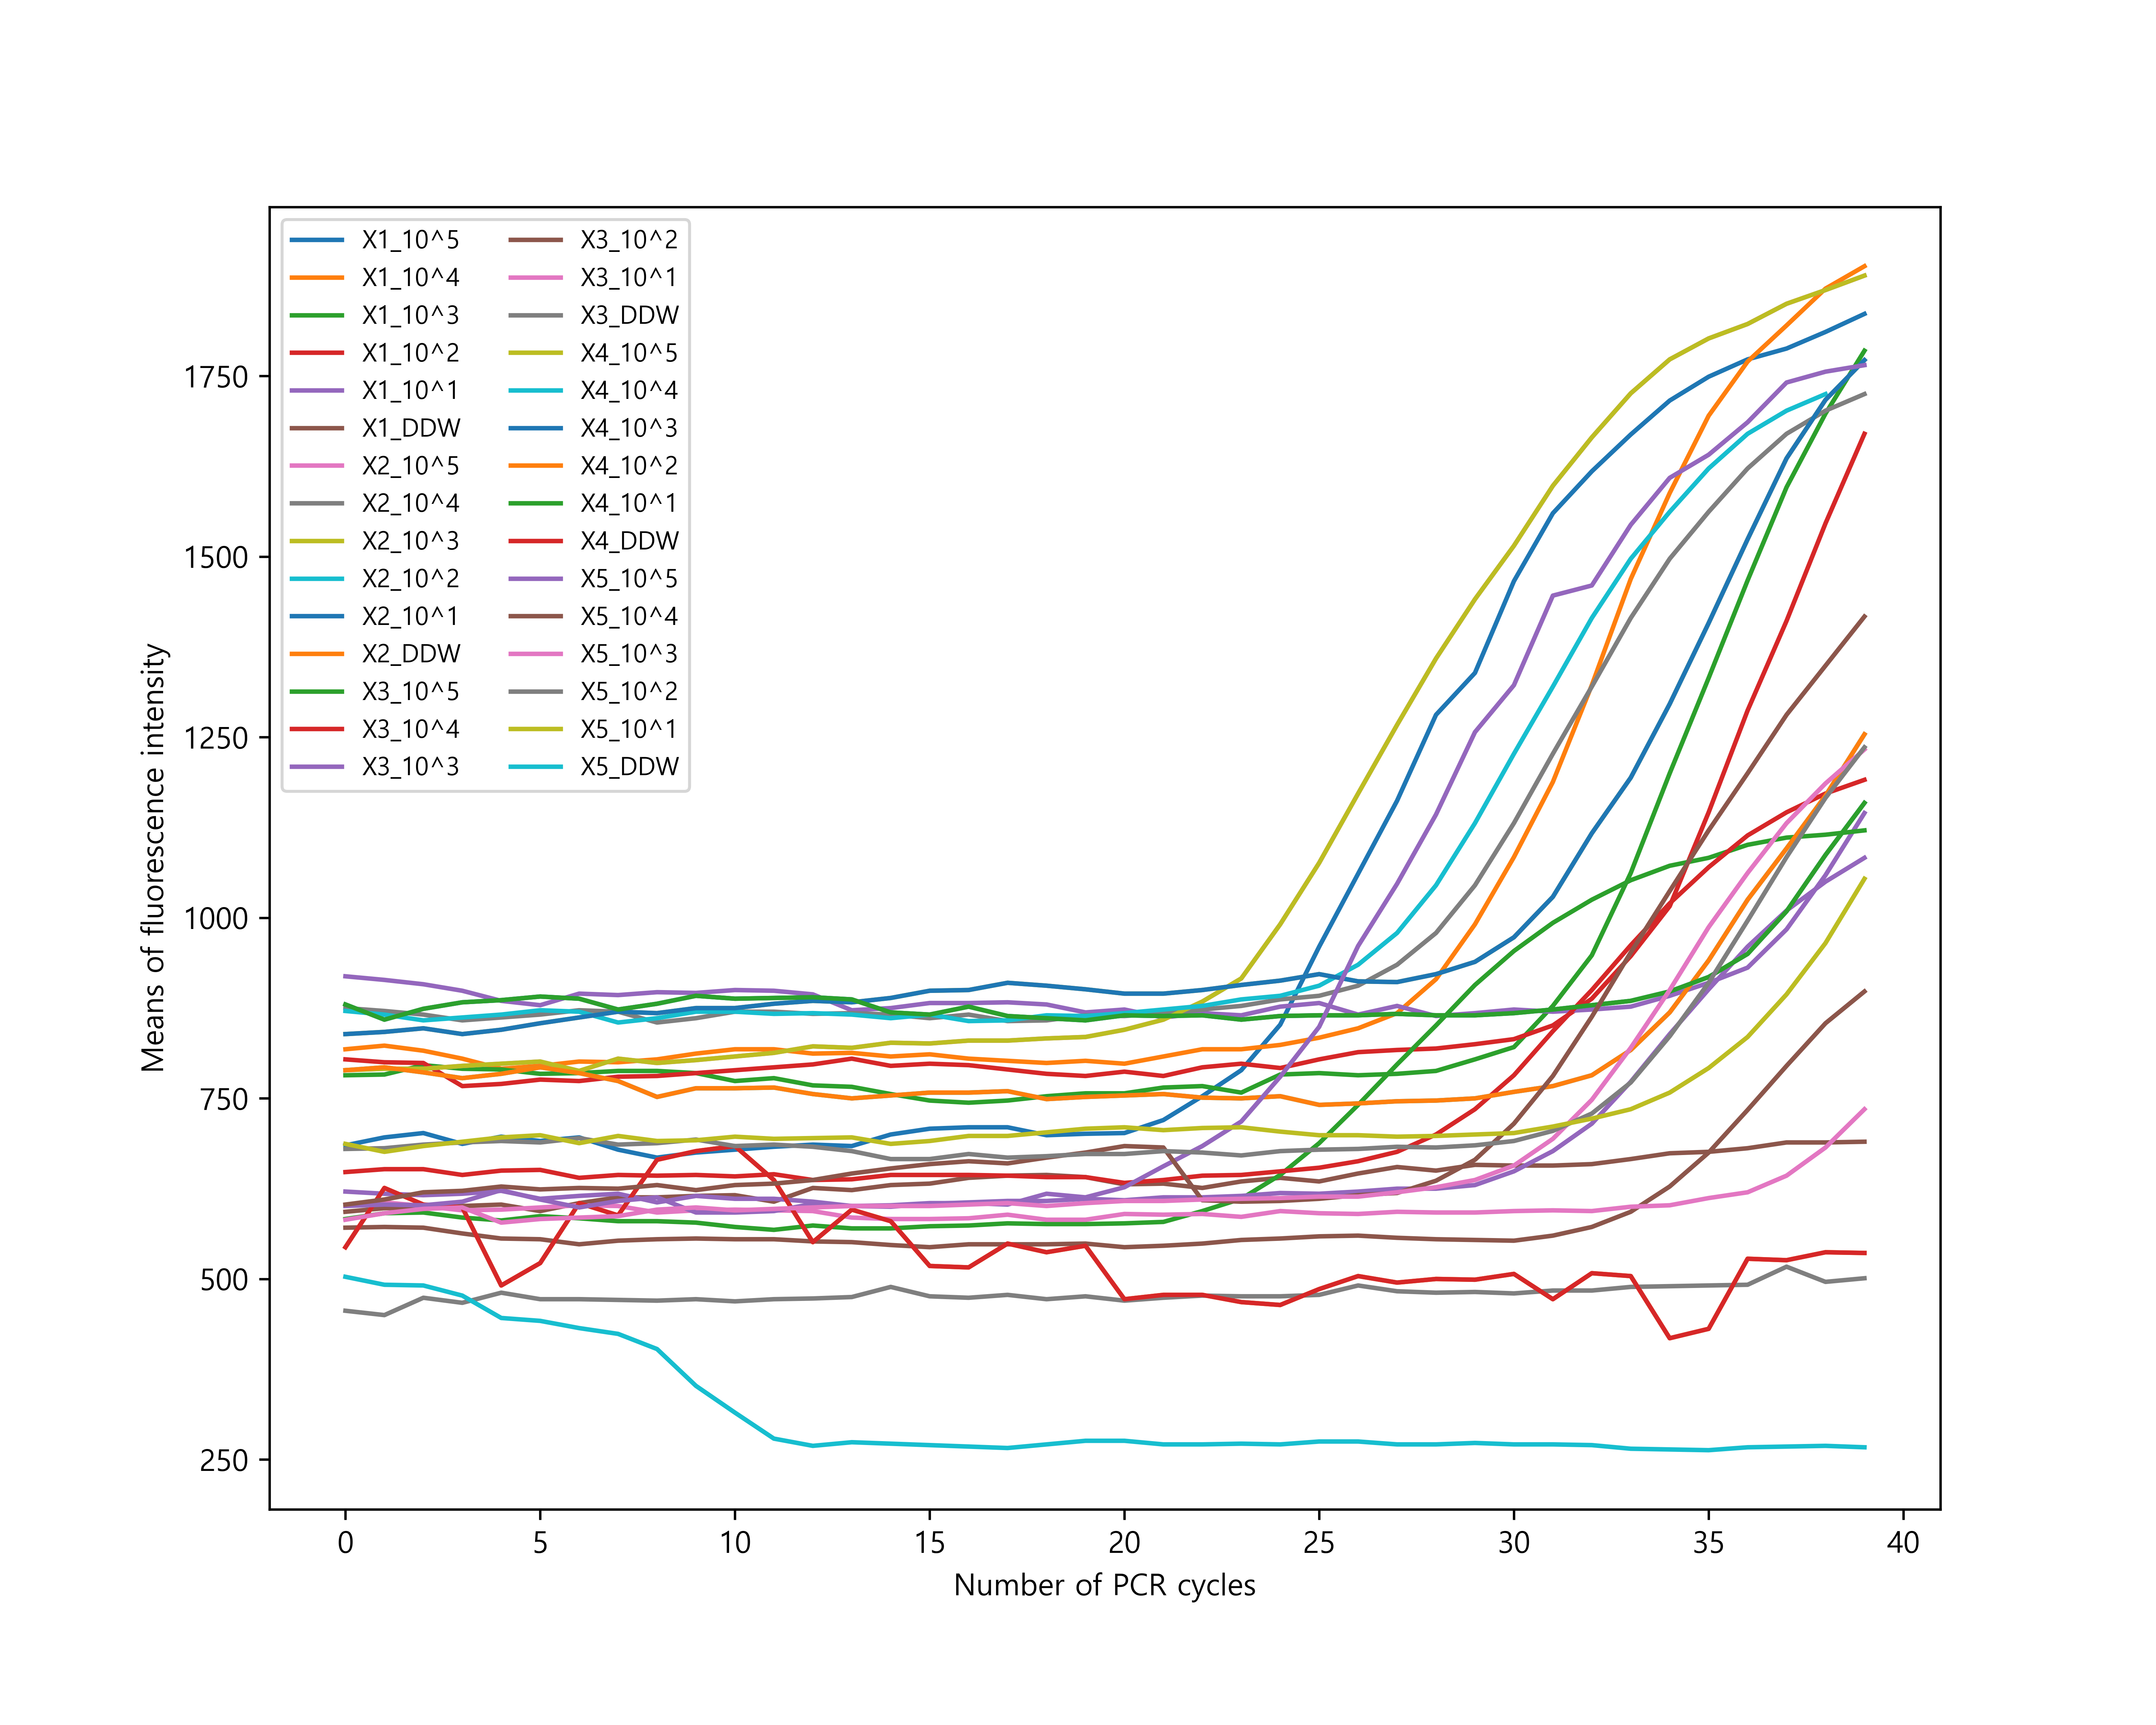 X1_10^5
X1_10^4
X1_10^3
X1_10^2
X1_10^1
X1_DDW
X2_10^5
X2_10^4
X2_10^3
X2_10^2
X2_10^1
X2_DDW
X3_10^5
X3_10^4
X3_10^3
X3_10^2
X3_10^1
X3_DDW
X4_10^5
X4_10^4
X4_10^3
X4_10^2
X4_10^1
X4_DDW
X5_10^5
X5_10^4
X5_10^3
X5_10^2
X5_10^1
X5_DDW
Means of fluorescence intensity
1750
1500
1250
1000
750
500
250
0 5 10 15 20 25 30 35 40
Number of PCR cycles